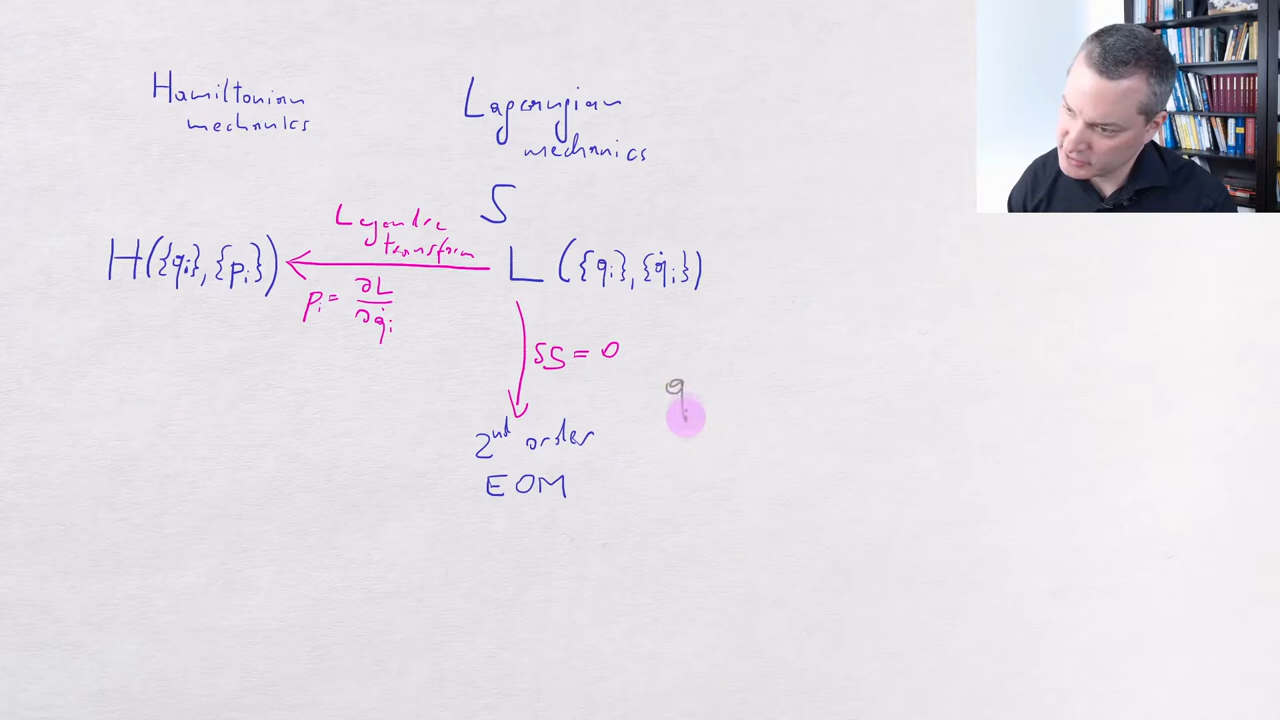 Hamiltonian
mechanics
Lagrangian
mechanics
S
Legendre
transform
H({qᵢ},{pᵢ})
L({qᵢ},{q̇ᵢ})
pᵢ = ∂L/∂q̇ᵢ
δS = 0
q
2nd order
EOM